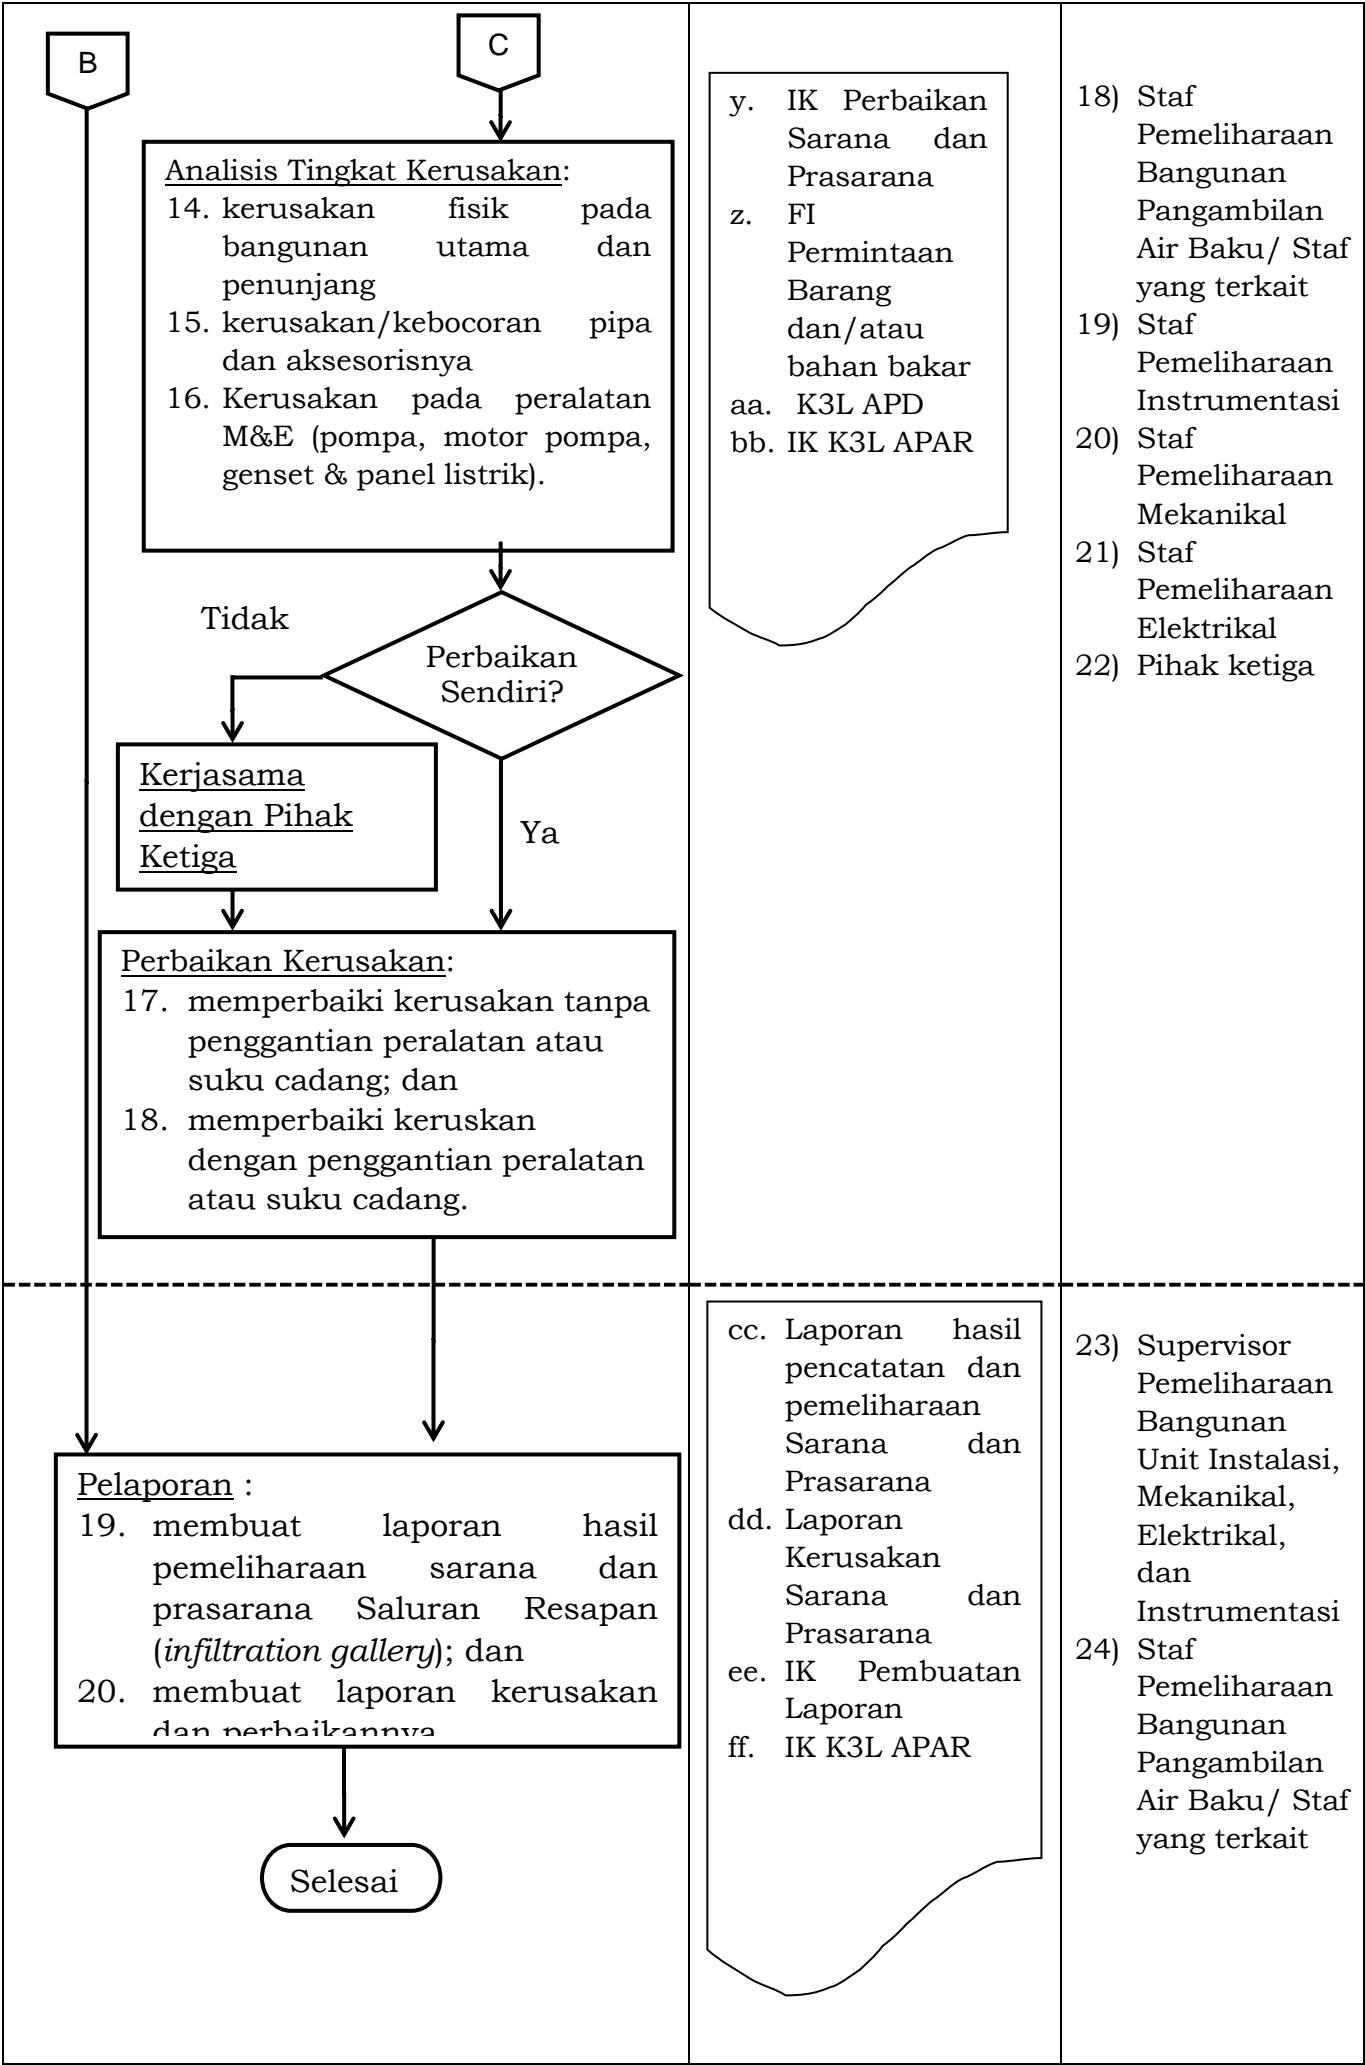 B
C
Analisis Tingkat Kerusakan:
14. kerusakan fisik pada
bangunan utama dan
penunjang
15. kerusakan/kebocoran pipa
dan aksesorisnya
16. Kerusakan pada peralatan
M&E (pompa, motor pompa,
genset & panel listrik).
Tidak
Perbaikan
Sendiri?
Kerjasama
dengan Pihak
Ketiga
Ya
Perbaikan Kerusakan:
17. memperbaiki kerusakan tanpa
penggantian peralatan atau
suku cadang; dan
18. memperbaiki keruskan
dengan penggantian peralatan
atau suku cadang.
y. IK Perbaikan
Sarana dan
Prasarana
z. FI
Permintaan
Barang
dan/atau
bahan bakar
aa. K3L APD
bb. IK K3L APAR
18) Staf
Pemeliharaan
Bangunan
Pangambilan
Air Baku/ Staf
yang terkait
19) Staf
Pemeliharaan
Instrumentasi
20) Staf
Pemeliharaan
Mekanikal
21) Staf
Pemeliharaan
Elektrikal
22) Pihak ketiga
Pelaporan :
19. membuat laporan hasil
pemeliharaan sarana dan
prasarana Saluran Resapan
(infiltration gallery); dan
20. membuat laporan kerusakan
dan perbaikannya
Selesai
cc. Laporan hasil
pencatatan dan
pemeliharaan
Sarana dan
Prasarana
dd. Laporan
Kerusakan
Sarana dan
Prasarana
ee. IK Pembuatan
Laporan
ff. IK K3L APAR
23) Supervisor
Pemeliharaan
Bangunan
Unit Instalasi,
Mekanikal,
Elektrikal,
dan
Instrumentasi
24) Staf
Pemeliharaan
Bangunan
Pangambilan
Air Baku/ Staf
yang terkait